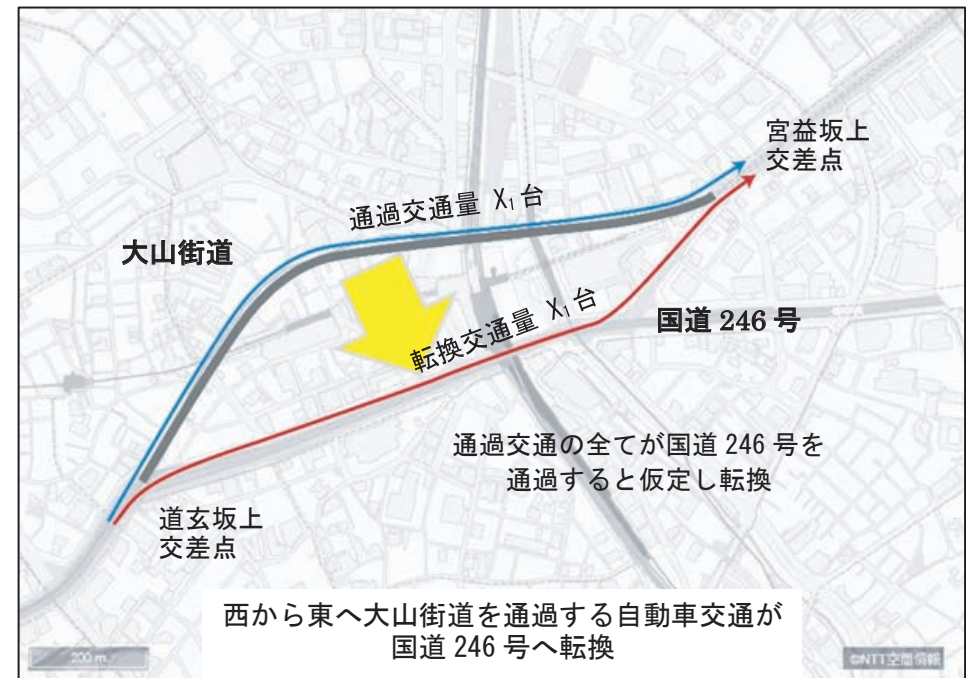 宮益坂上
交差点
通過交通量 X₁台
大山街道
転換交通量 X₁台
国道 246 号
通過交通の全てが国道 246 号を
通過すると仮定し転換
道玄坂上
交差点
西から東へ大山街道を通過する自動車交通が
国道 246 号へ転換
200 m
©NTT空間情報